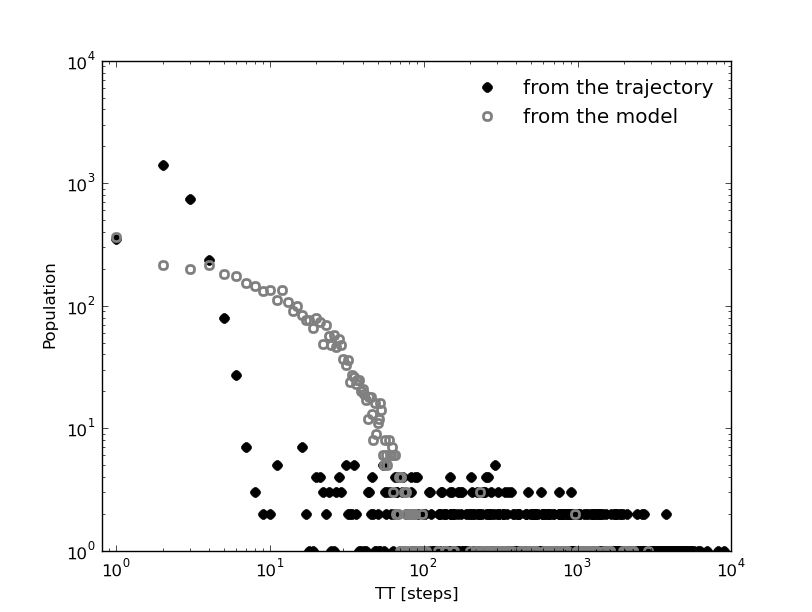 10^4
10^3
10^2
10^1
10^0
Population
from the trajectory
from the model
10^0 10^1 10^2 10^3 10^4
TT [steps]